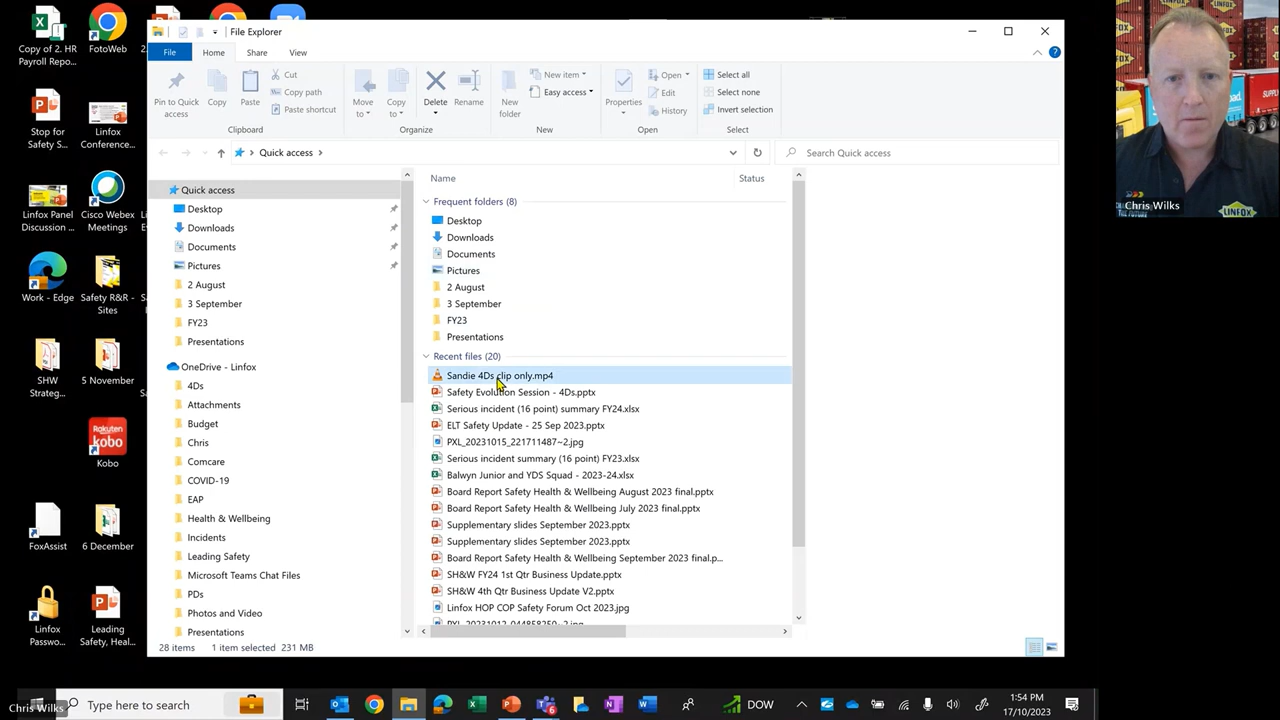 Copy of 2. HR
Payroll Repo...
FotoWeb
2.
Stop for
Safety S...
Linfox
Conference...
Linfox Panel
Discussion ...
Cisco Webex
Meetings
Work - Edge
Safety R&R -
Sites
SHW
Strateg...
5 November
Rakuten
kobo
Kobo
FoxAssist
6 December
Linfox
Passwo...
Leading
Safety, Heal...
File Explorer
File
Home
Share
View
Pin to Quick
access
Copy
Paste
Cut
Copy path
Paste shortcut
Clipboard
Move
to
Copy
to
Delete
Rename
Organize
New
folder
New item
Easy access
New
Properties
Open
Edit
History
Open
Select all
Select none
Invert selection
Select
Quick access
Search Quick access
Quick access
Desktop
Downloads
Documents
Pictures
2 August
3 September
FY23
Presentations
OneDrive - Linfox
4Ds
Attachments
Budget
Chris
Comcare
COVID-19
EAP
Health & Wellbeing
Incidents
Leading Safety
Microsoft Teams Chat Files
PDs
Photos and Video
Presentations
Name
Status
Frequent folders (8)
Desktop
Downloads
Documents
Pictures
2 August
3 September
FY23
Presentations
Recent files (20)
Sandie 4Ds clip only.mp4
Safety Evolution Session - 4Ds.pptx
Serious incident (16 point) summary FY24.xlsx
ELT Safety Update - 25 Sep 2023.pptx
PXL_20231015_221711487~2.jpg
Serious incident summary (16 point) FY23.xlsx
Balwyn Junior and YDS Squad - 2023-24.xlsx
Board Report Safety Health & Wellbeing August 2023 final.pptx
Board Report Safety Health & Wellbeing July 2023 final.pptx
Supplementary slides September 2023.pptx
Supplementary slides September 2023.pptx
Board Report Safety Health & Wellbeing September 2023 final.p...
SH&W FY24 1st Qtr Business Update.pptx
SH&W 4th Qtr Business Update V2.pptx
Linfox HOP COP Safety Forum Oct 2023.jpg
28 items
1 item selected 231 MB
Chris Wilks
LINFOX
Chris Wilks
Type here to search
DOW
1:54 PM
17/10/2023